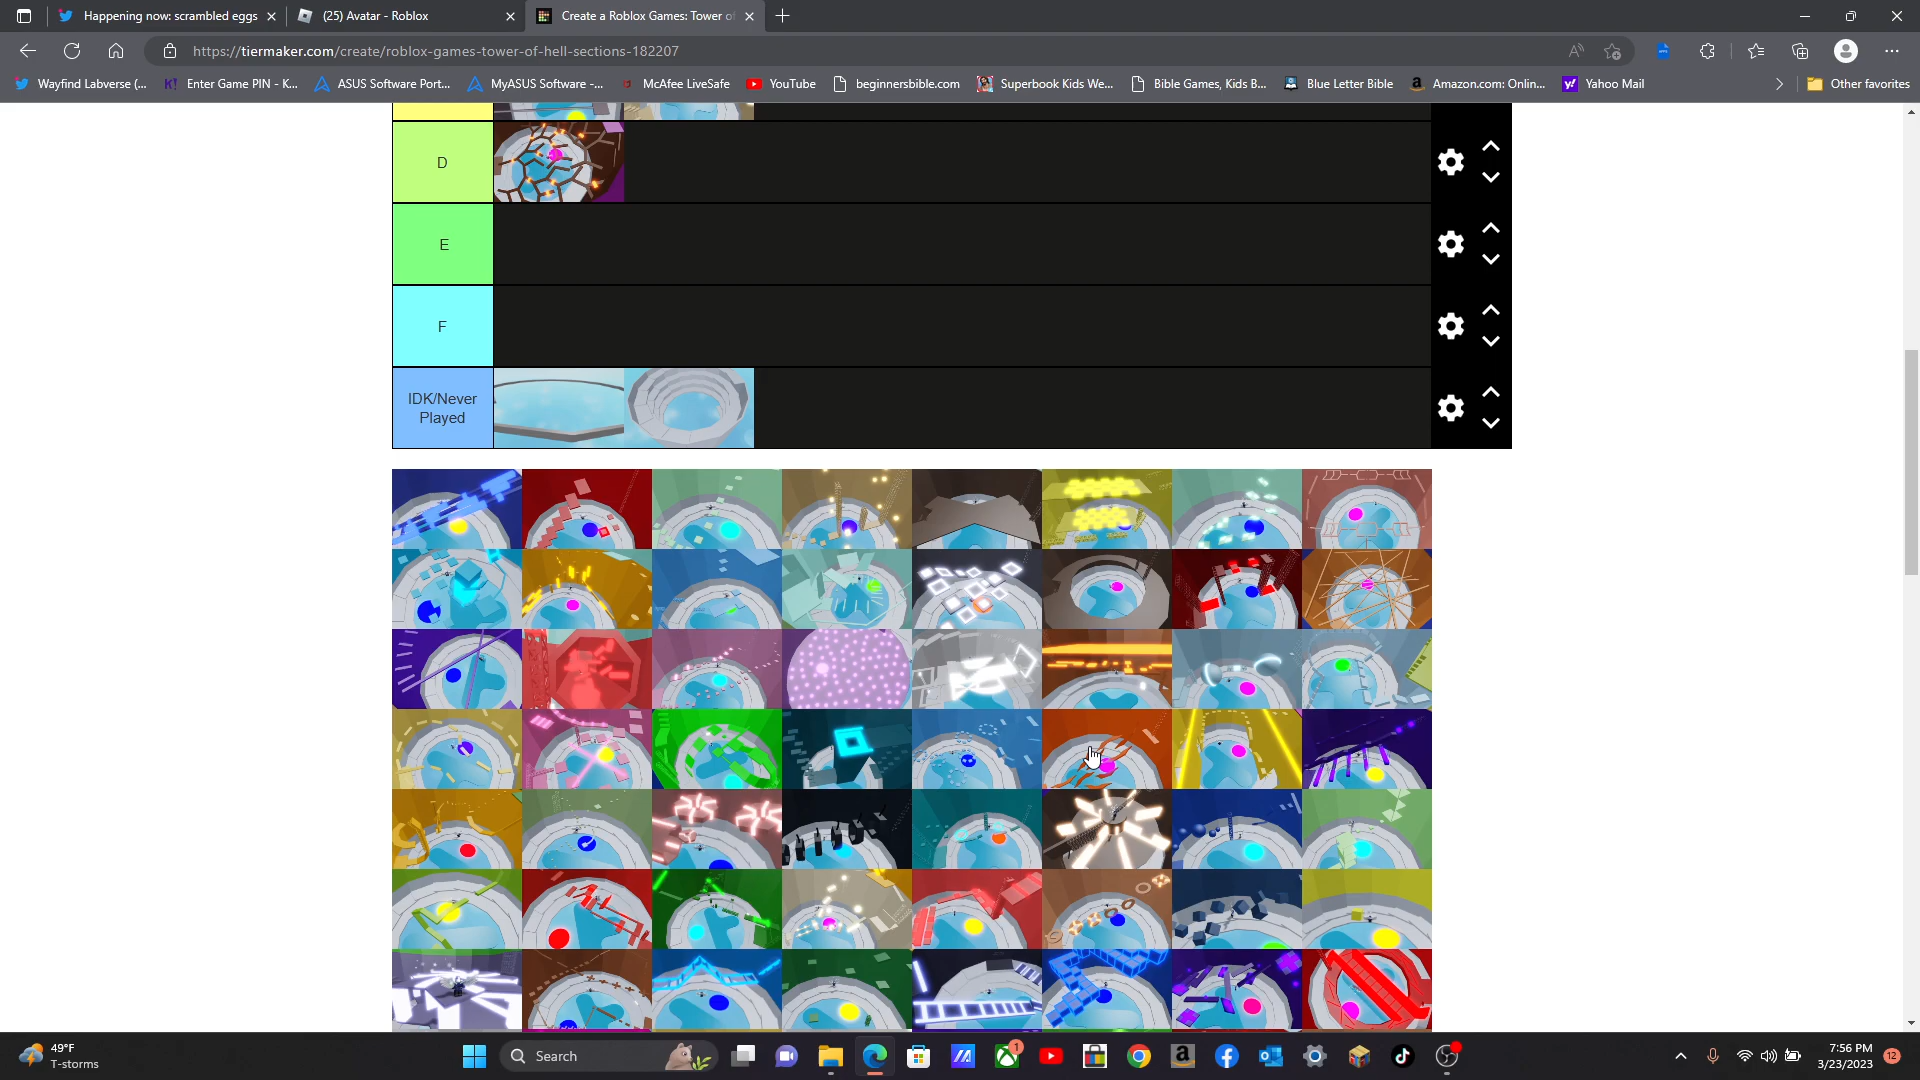 Happening now: scrambled eggs
(25) Avatar - Roblox
Create a Roblox Games: Tower of
https://tiermaker.com/create/roblox-games-tower-of-hell-sections-182207
Wayfind Labverse (...
Enter Game PIN - K...
ASUS Software Port...
MyASUS Software -...
McAfee LiveSafe
YouTube
beginnersbible.com
Superbook Kids We...
Bible Games, Kids B...
Blue Letter Bible
Amazon.com: Onlin...
Yahoo Mail
Other favorites
D
E
F
IDK/Never
Played
49°F
T-storms
Search
1
7:56 PM
3/23/2023
12